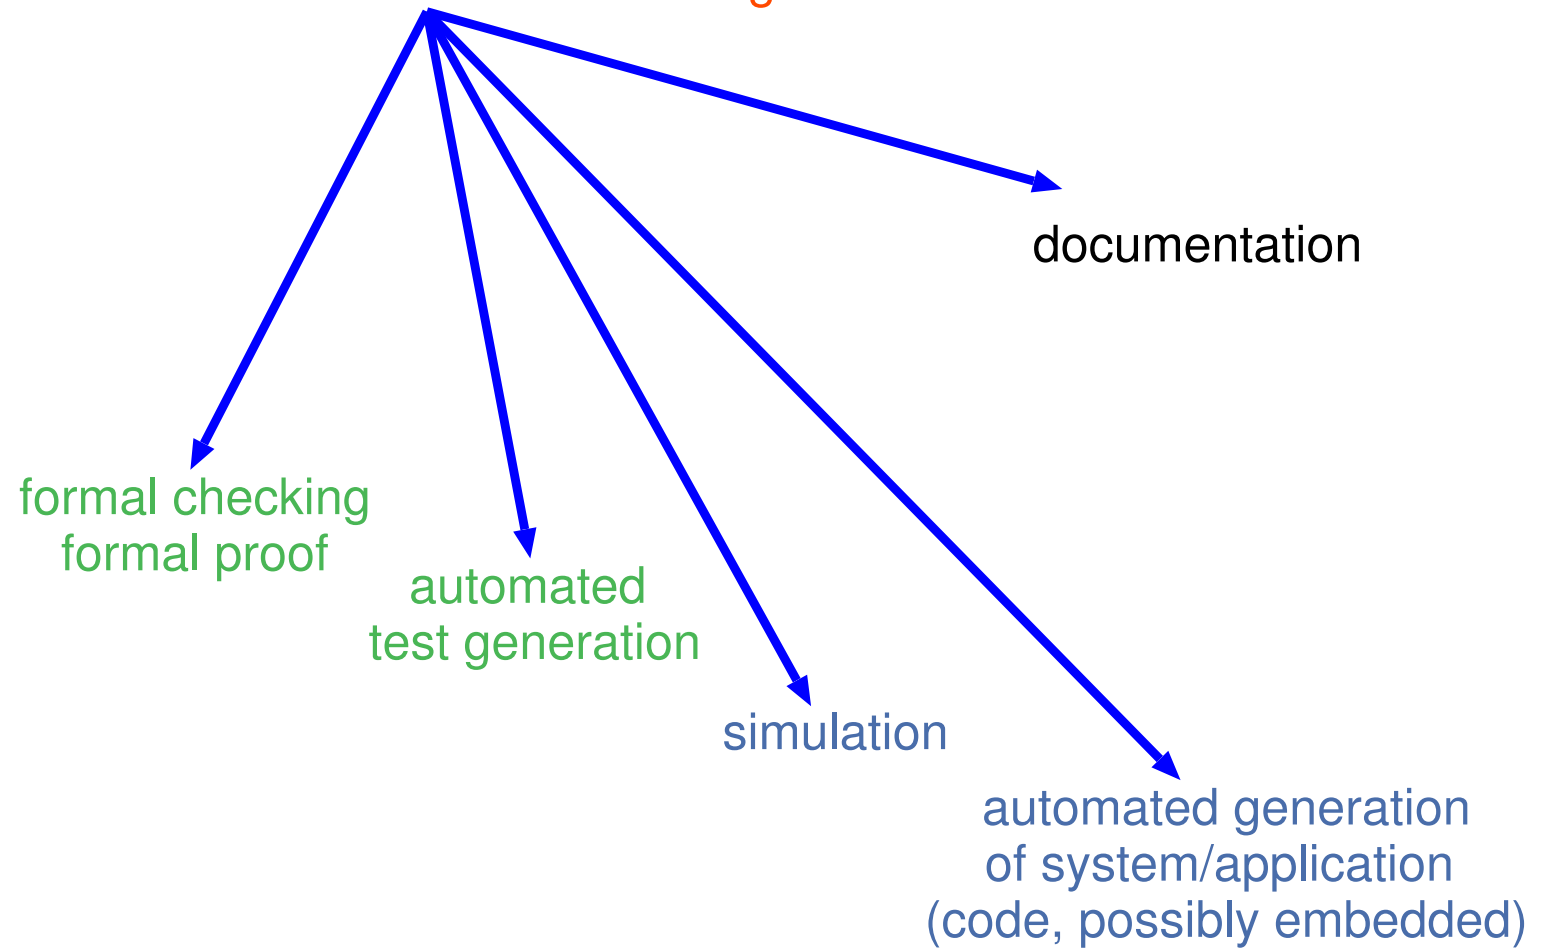 documentation
formal checking
formal proof
automated
test generation
simulation
automated generation
of system/application
(code, possibly embedded)